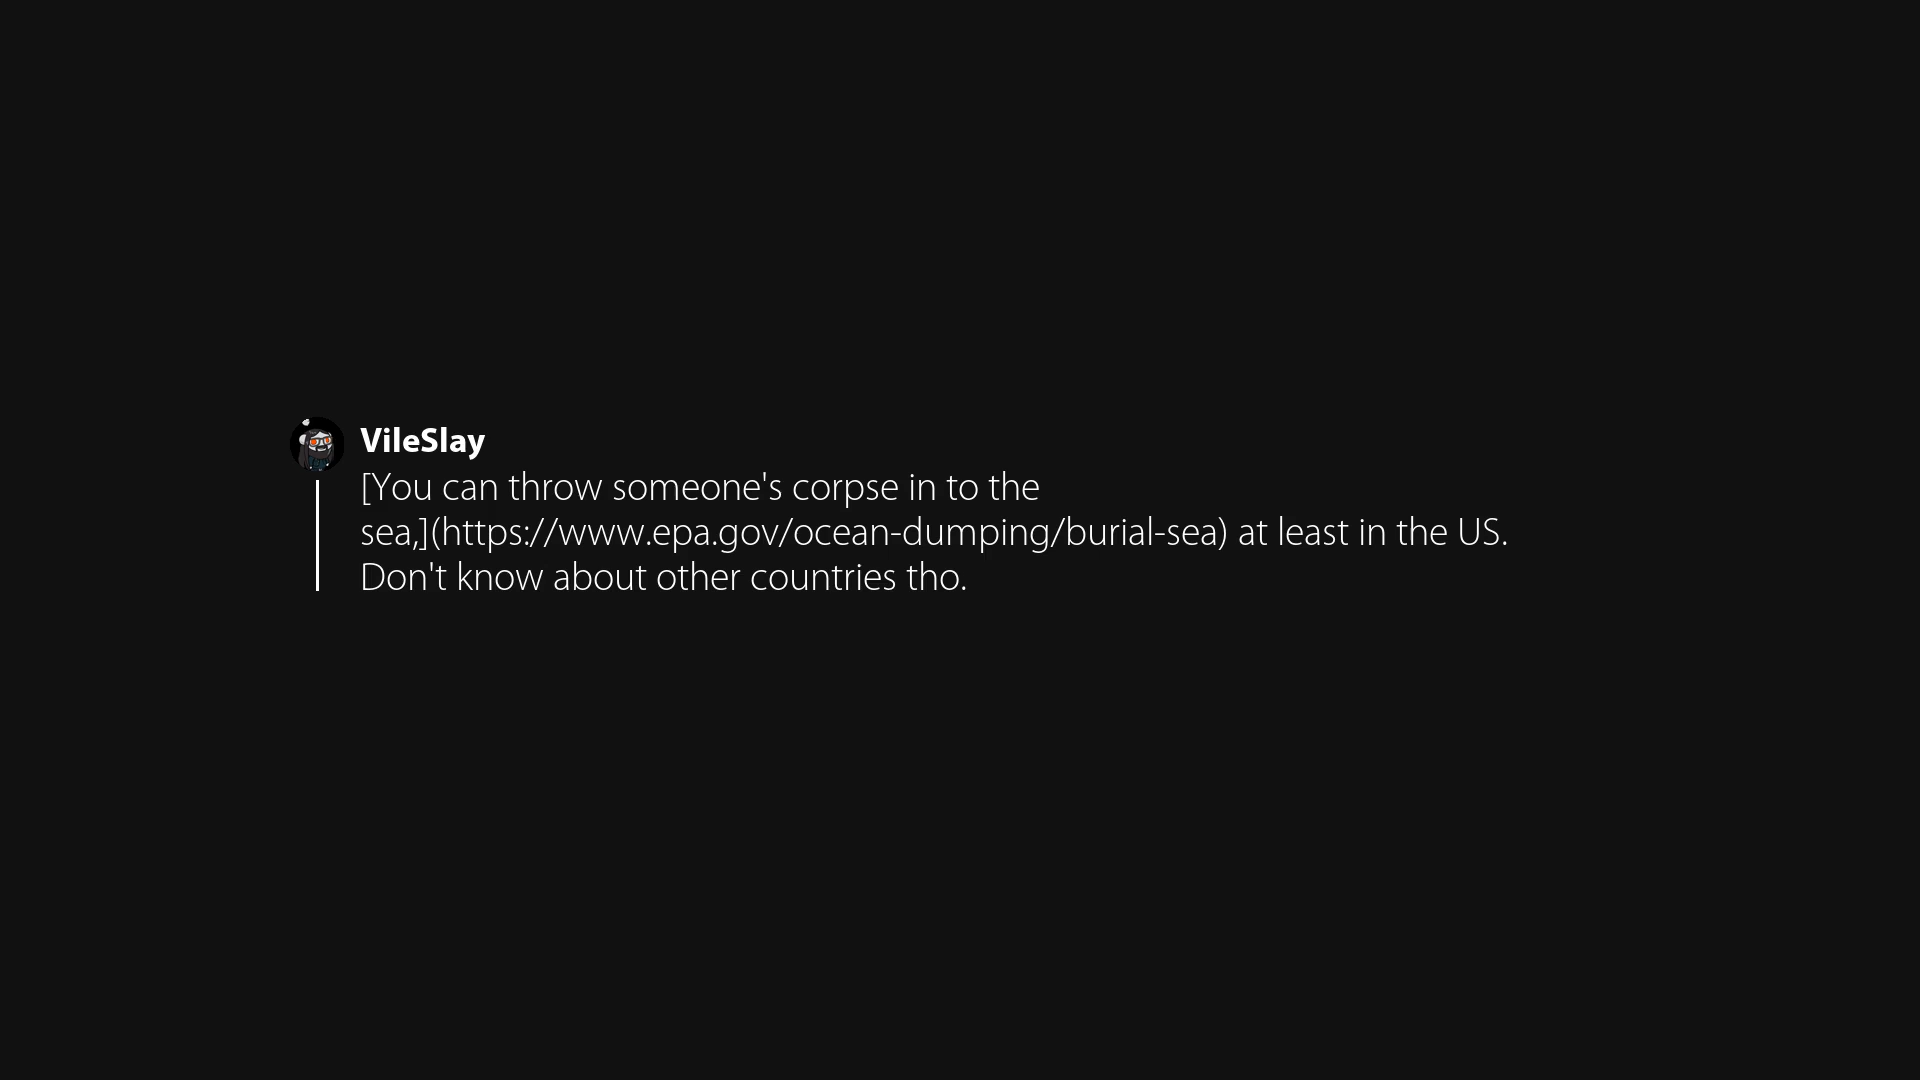 VileSlay
[You can throw someone's corpse in to the
sea,](https://www.epa.gov/ocean-dumping/burial-sea) at least in the US.
Don't know about other countries tho.